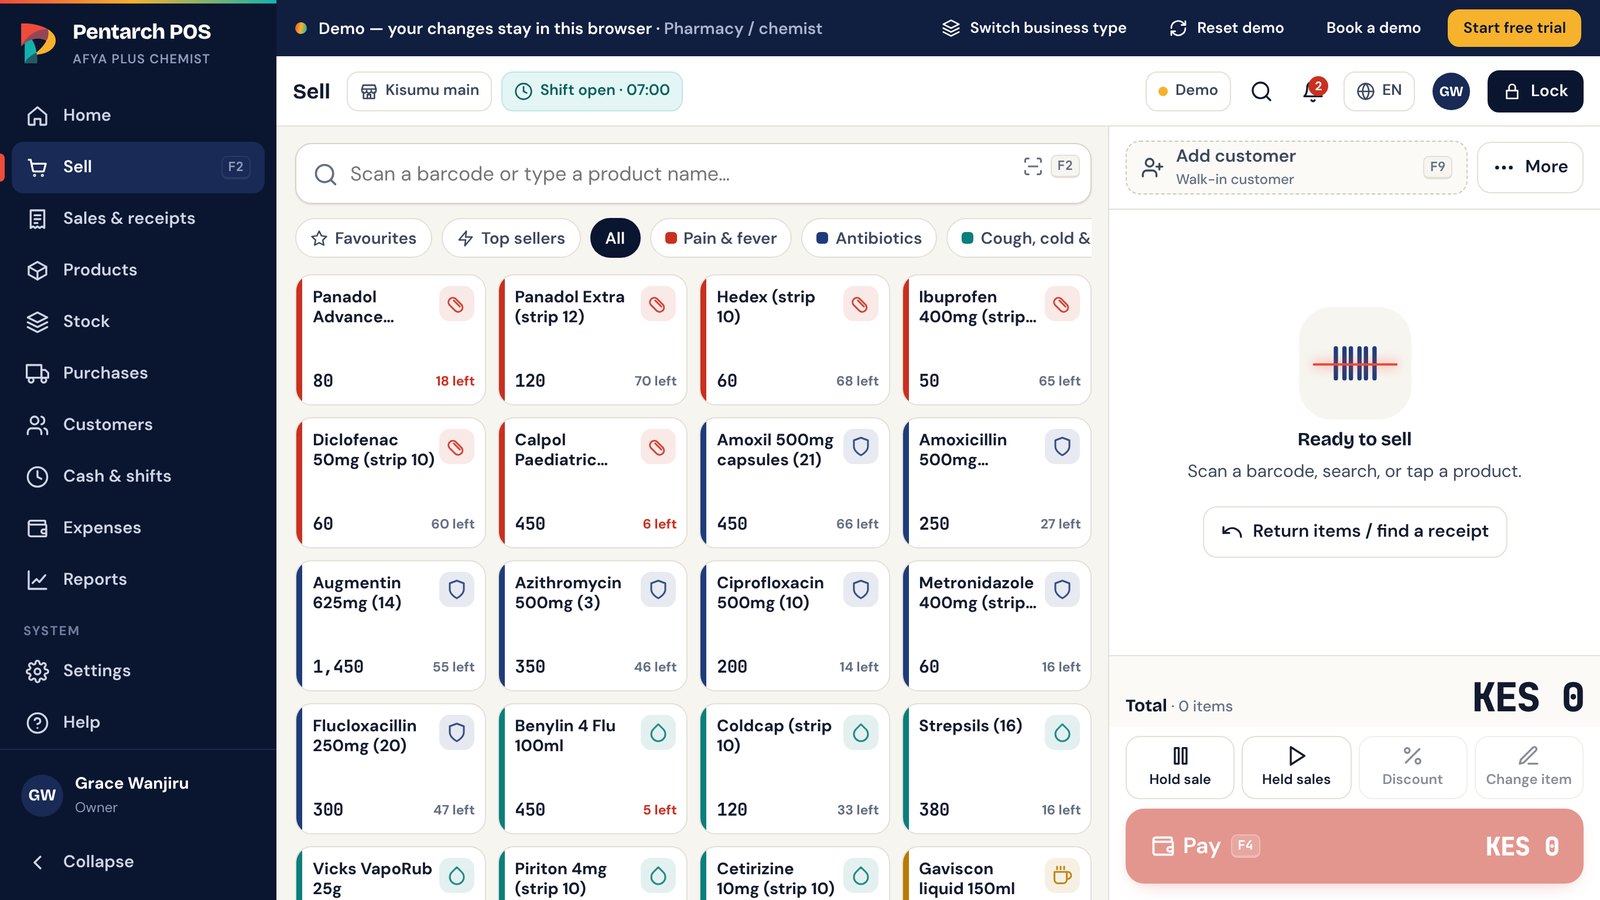 Pentarch POS
AFYA PLUS CHEMIST
Home
Sell F2
Sales & receipts
Products
Stock
Purchases
Customers
Cash & shifts
Expenses
Reports
SYSTEM
Settings
Help
GW Grace Wanjiru
Owner
Collapse
Demo — your changes stay in this browser · Pharmacy / chemist
Switch business type
Reset demo
Book a demo
Start free trial
Sell
Kisumu main
Shift open · 07:00
Demo
2
EN
GW
Lock
Scan a barcode or type a product name... F2
Favourites
Top sellers
All
Pain & fever
Antibiotics
Cough, cold &
Panadol
Advance...
80 18 left
Panadol Extra
(strip 12)
120 70 left
Hedex (strip
10)
60 68 left
Ibuprofen
400mg (strip...
50 65 left
Diclofenac
50mg (strip 10)
60 60 left
Calpol
Paediatric...
450 6 left
Amoxil 500mg
capsules (21)
450 66 left
Amoxicillin
500mg...
250 27 left
Augmentin
625mg (14)
1,450 55 left
Azithromycin
500mg (3)
350 46 left
Ciprofloxacin
500mg (10)
200 14 left
Metronidazole
400mg (strip...
60 16 left
Flucloxacillin
250mg (20)
300 47 left
Benylin 4 Flu
100ml
450 5 left
Coldcap (strip
10)
120 33 left
Strepsils (16)
380 16 left
Vicks VapoRub
25g
Piriton 4mg
(strip 10)
Cetirizine
10mg (strip 10)
Gaviscon
liquid 150ml
Add customer
Walk-in customer
F9
More
Ready to sell
Scan a barcode, search, or tap a product.
Return items / find a receipt
Total · 0 items KES 0
Hold sale
Held sales
Discount
Change item
Pay F4 KES 0